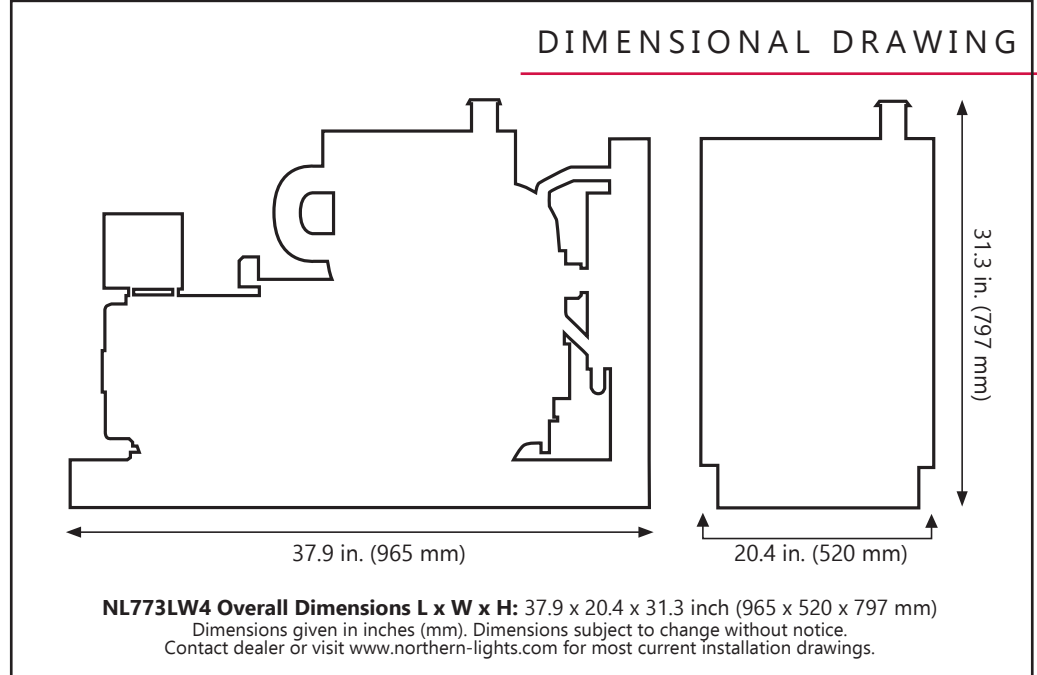 DIMENSIONAL DRAWING
31.3 in. (797 mm)
37.9 in. (965 mm)
20.4 in. (520 mm)
NL773LW4 Overall Dimensions L x W x H: 37.9 x 20.4 x 31.3 inch (965 x 520 x 797 mm)
Dimensions given in inches (mm). Dimensions subject to change without notice.
Contact dealer or visit www.northern-lights.com for most current installation drawings.